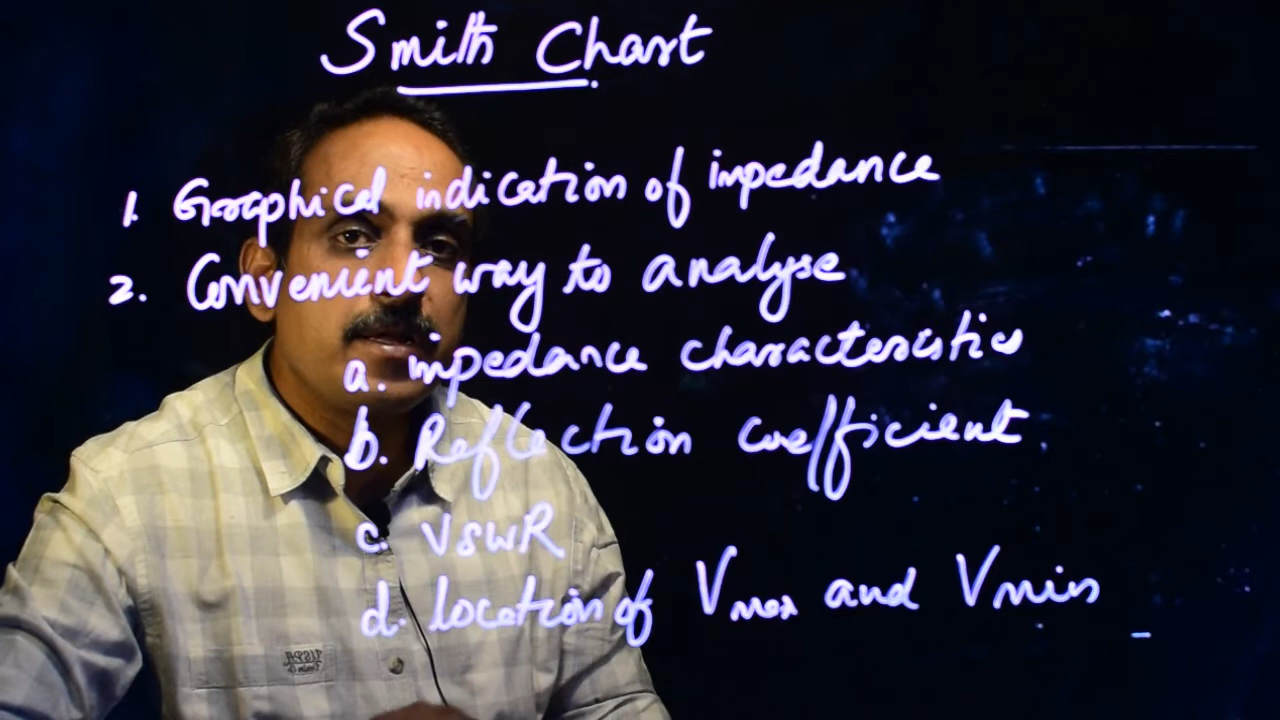 Smith Chart
1. Graphical indication of impedance
2. Convenient way to analyse
a. impedance characteristics
b. Reflection coefficient
c. VSWR
d. location of Vmax and Vmin